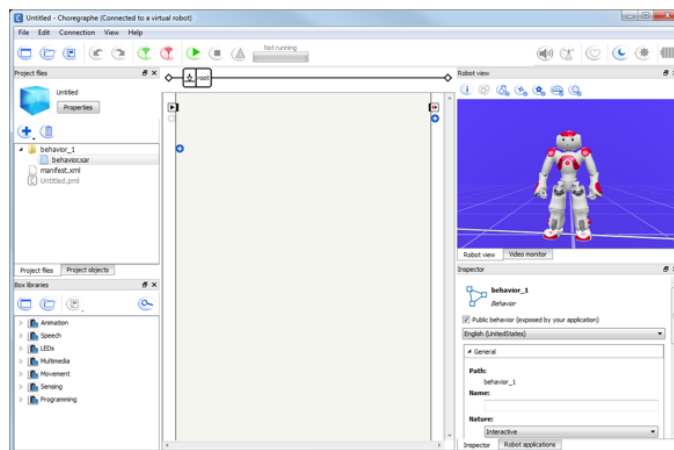 Untitled - Choregraphe (Connected to a virtual robot)
File Edit Connection View Help
Not running
Project files
Untitled
Properties
behavior_1
behavior.xar
manifest.xml
Untitled.pml
Project files Project objects
Box libraries
Animation
Speech
LEDs
Multimedia
Movement
Sensing
Programming
root
Robot view
Robot view Video monitor
Inspector
behavior_1
Behavior
Public behavior (exposed by your application)
English (UnitedStates)
General
Path:
behavior_1
Name:
Nature:
Interactive
Inspector Robot applications